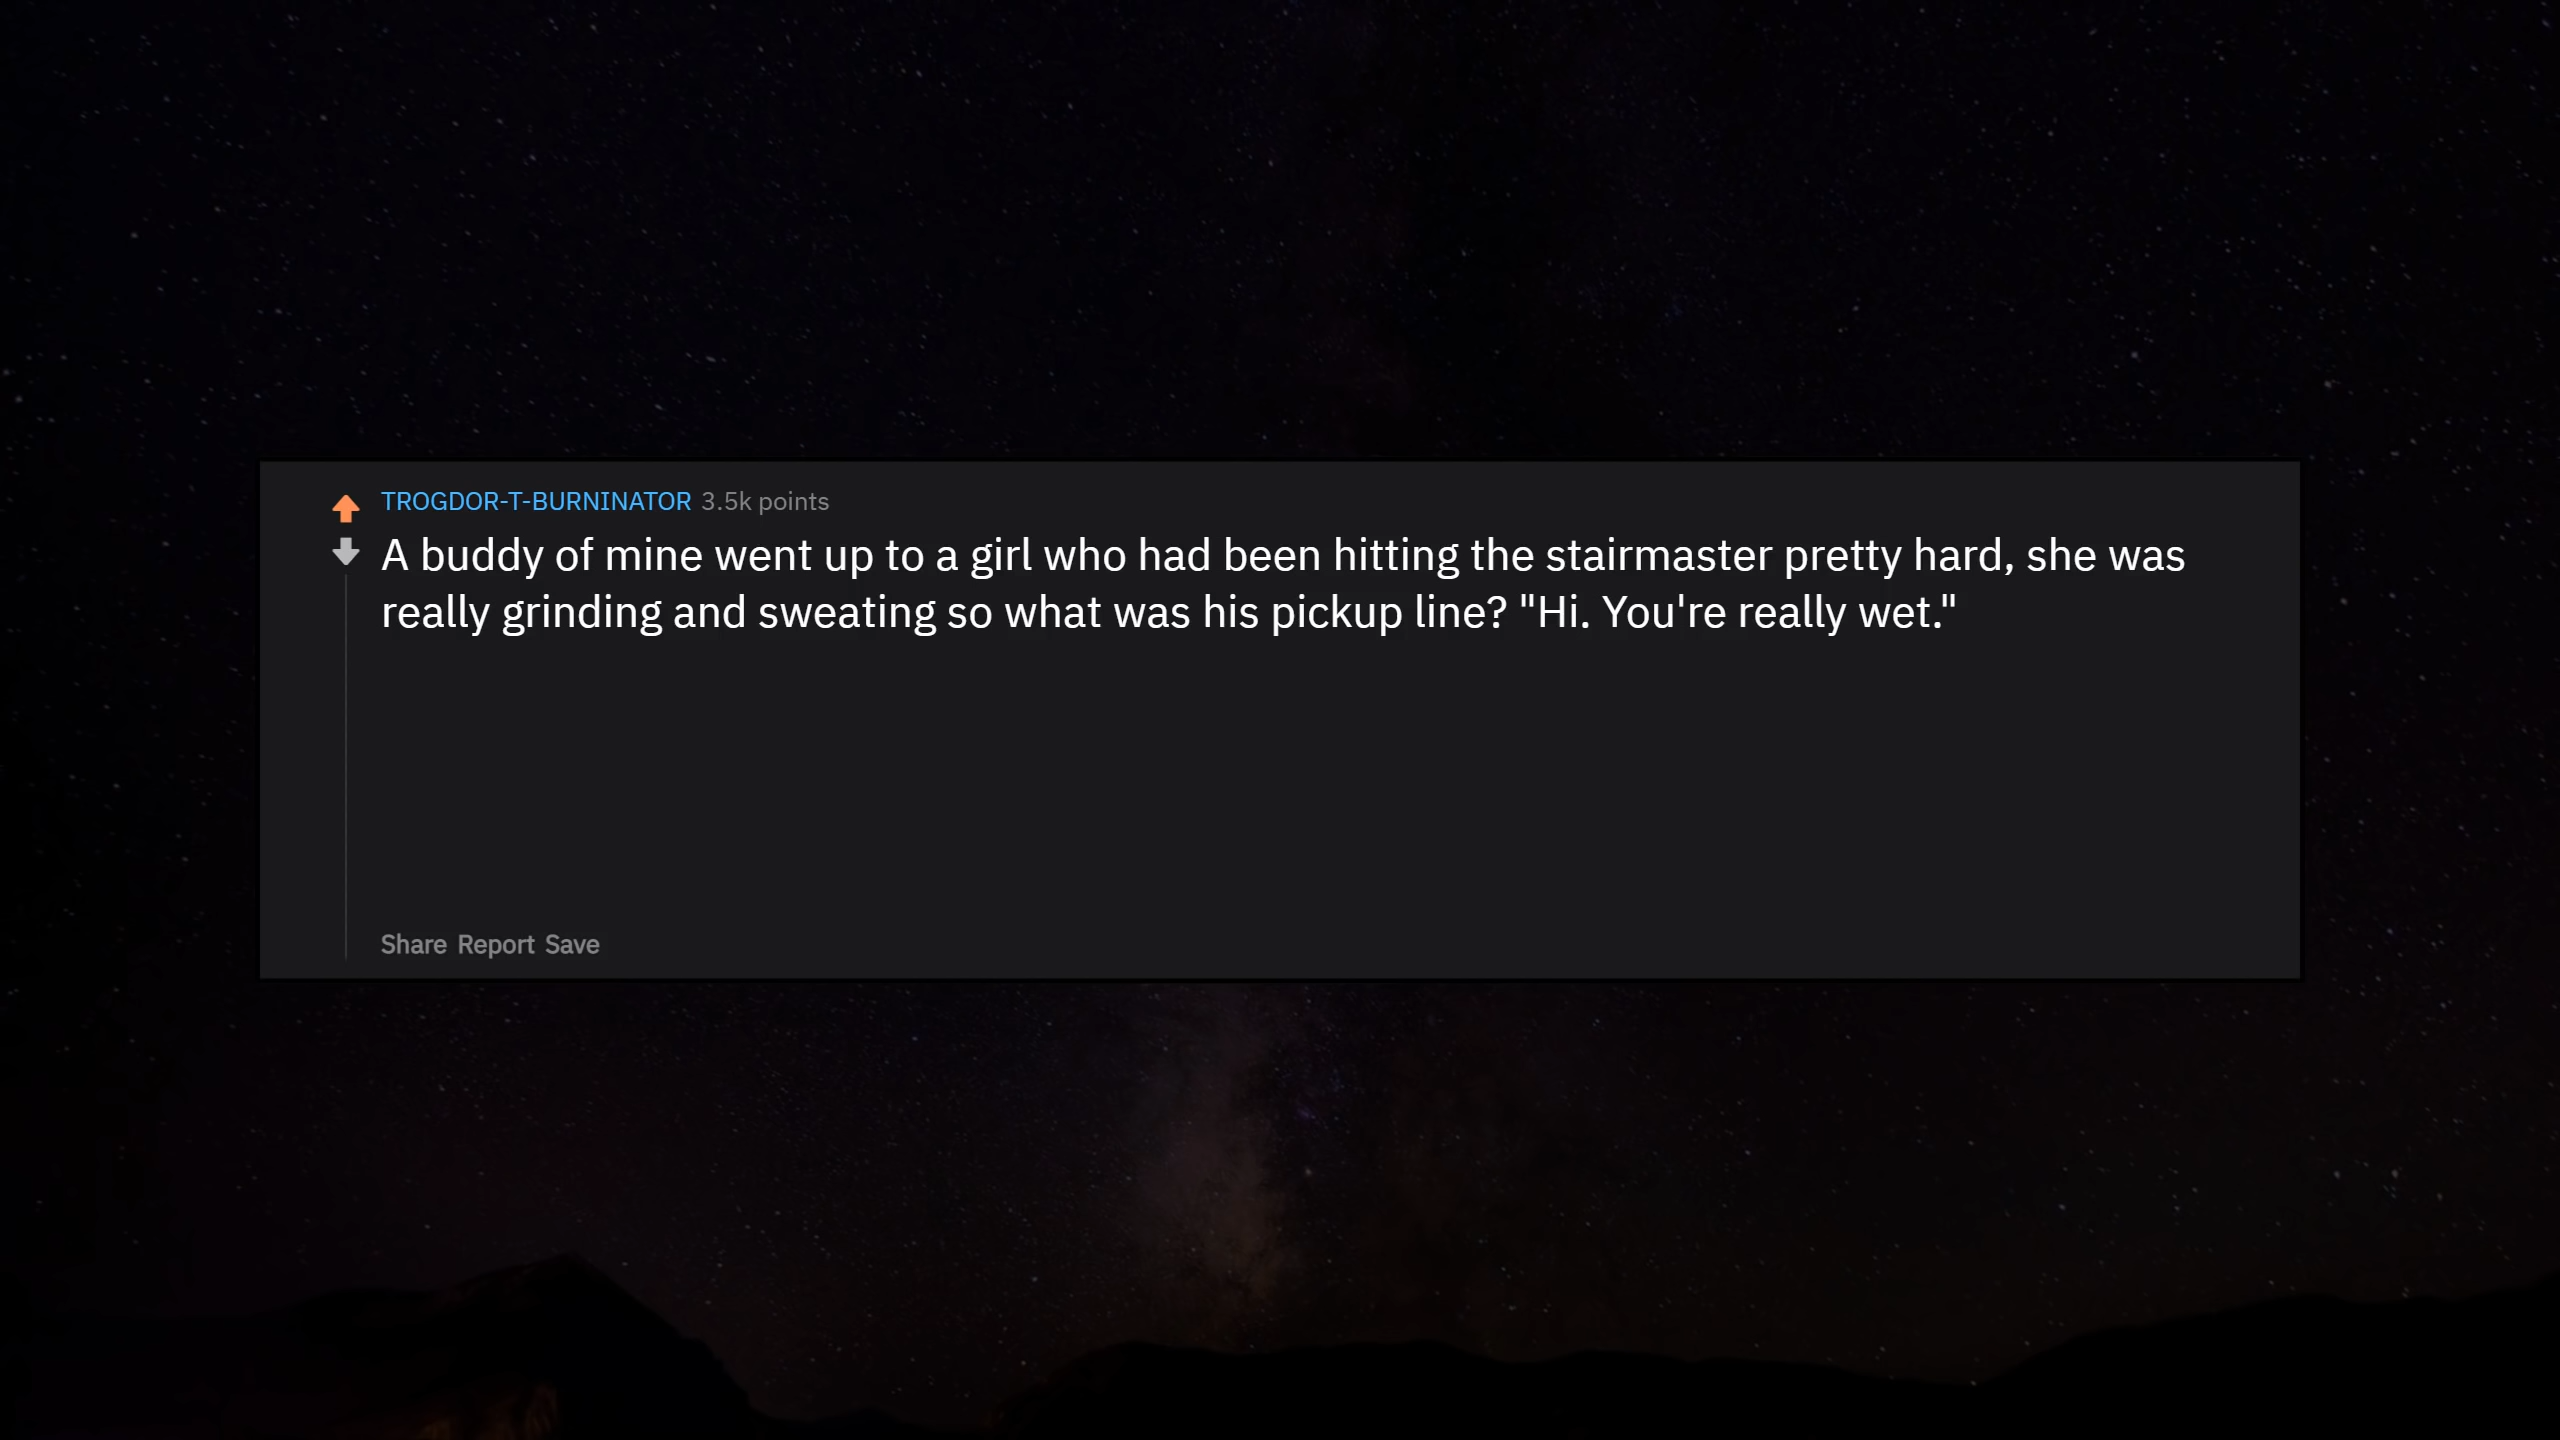 TROGDOR-T-BURNINATOR 3.5k points
A buddy of mine went up to a girl who had been hitting the stairmaster pretty hard, she was
really grinding and sweating so what was his pickup line? "Hi. You're really wet."
Share Report Save